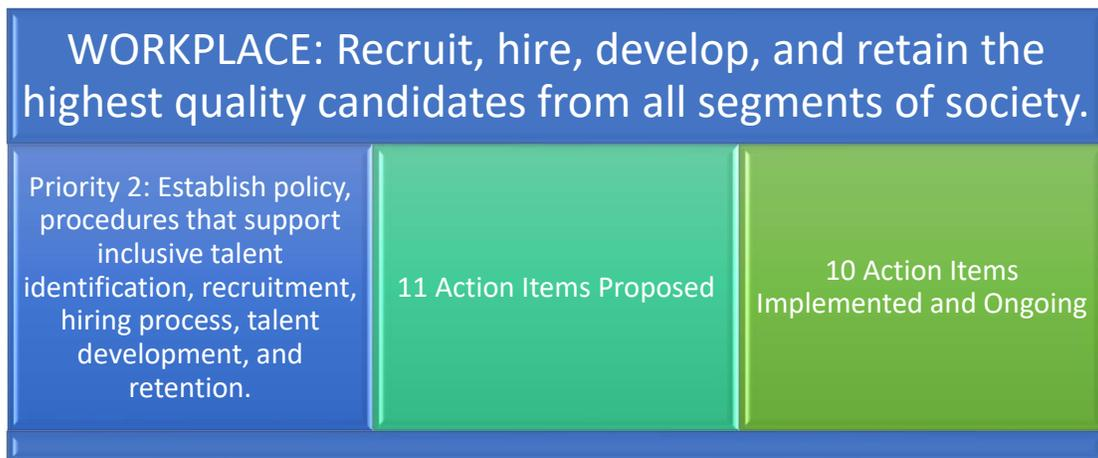 WORKPLACE: Recruit, hire, develop, and retain the
highest quality candidates from all segments of society.
Priority 2: Establish policy,
procedures that support
inclusive talent
identification, recruitment,
hiring process, talent
development, and
retention.
11 Action Items Proposed
10 Action Items
Implemented and Ongoing